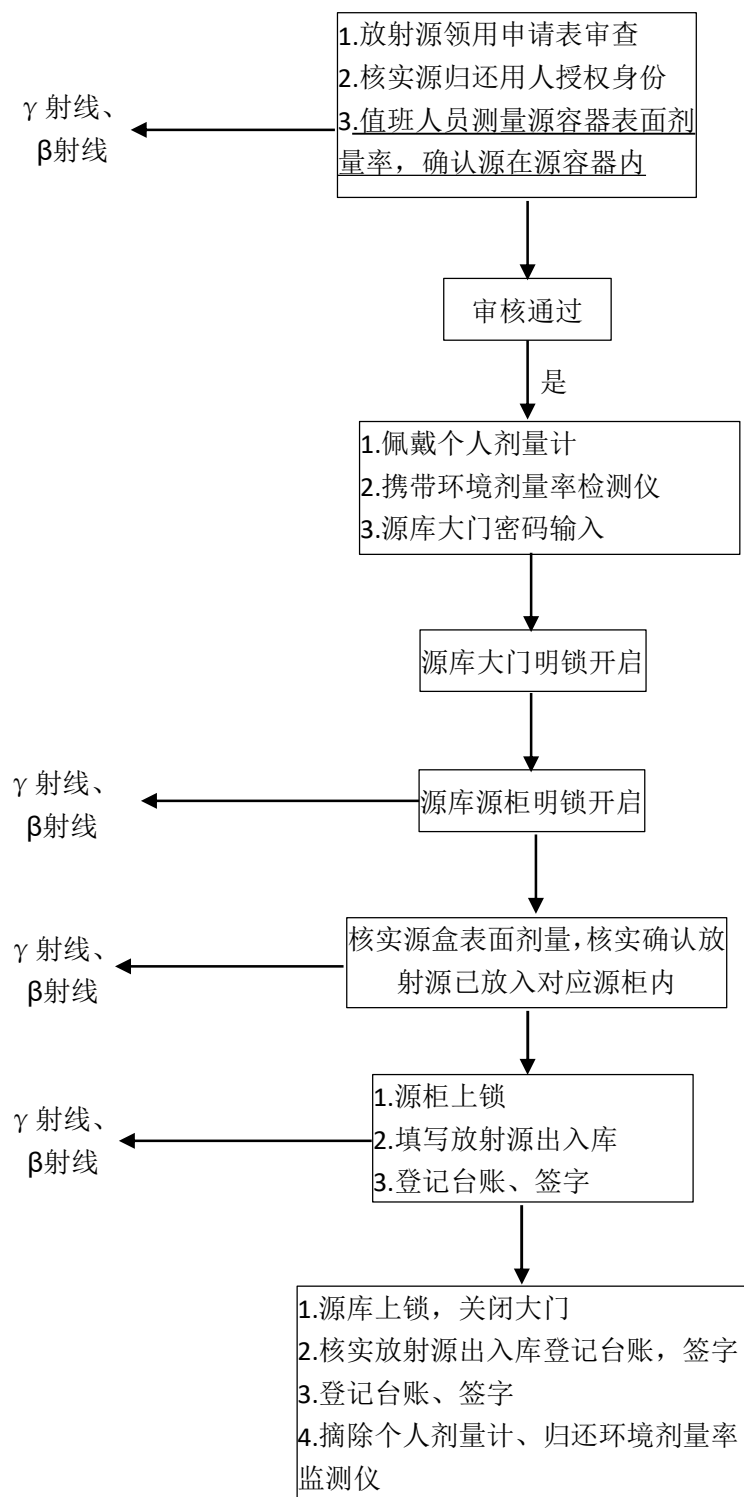 1.放射源领用申请表审查
2.核实源归还用人授权身份
3.值班人员测量源容器表面剂
量率，确认源在源容器内
γ 射线、
β射线
审核通过
是
1.佩戴个人剂量计
2.携带环境剂量率检测仪
3.源库大门密码输入
源库大门明锁开启
γ 射线、
β射线
源库源柜明锁开启
γ 射线、
β射线
核实源盒表面剂量，核实确认放
射源已放入对应源柜内
γ 射线、
β射线
1.源柜上锁
2.填写放射源出入库
3.登记台账、签字
1.源库上锁，关闭大门
2.核实放射源出入库登记台账，签字
3.登记台账、签字
4.摘除个人剂量计、归还环境剂量率
监测仪